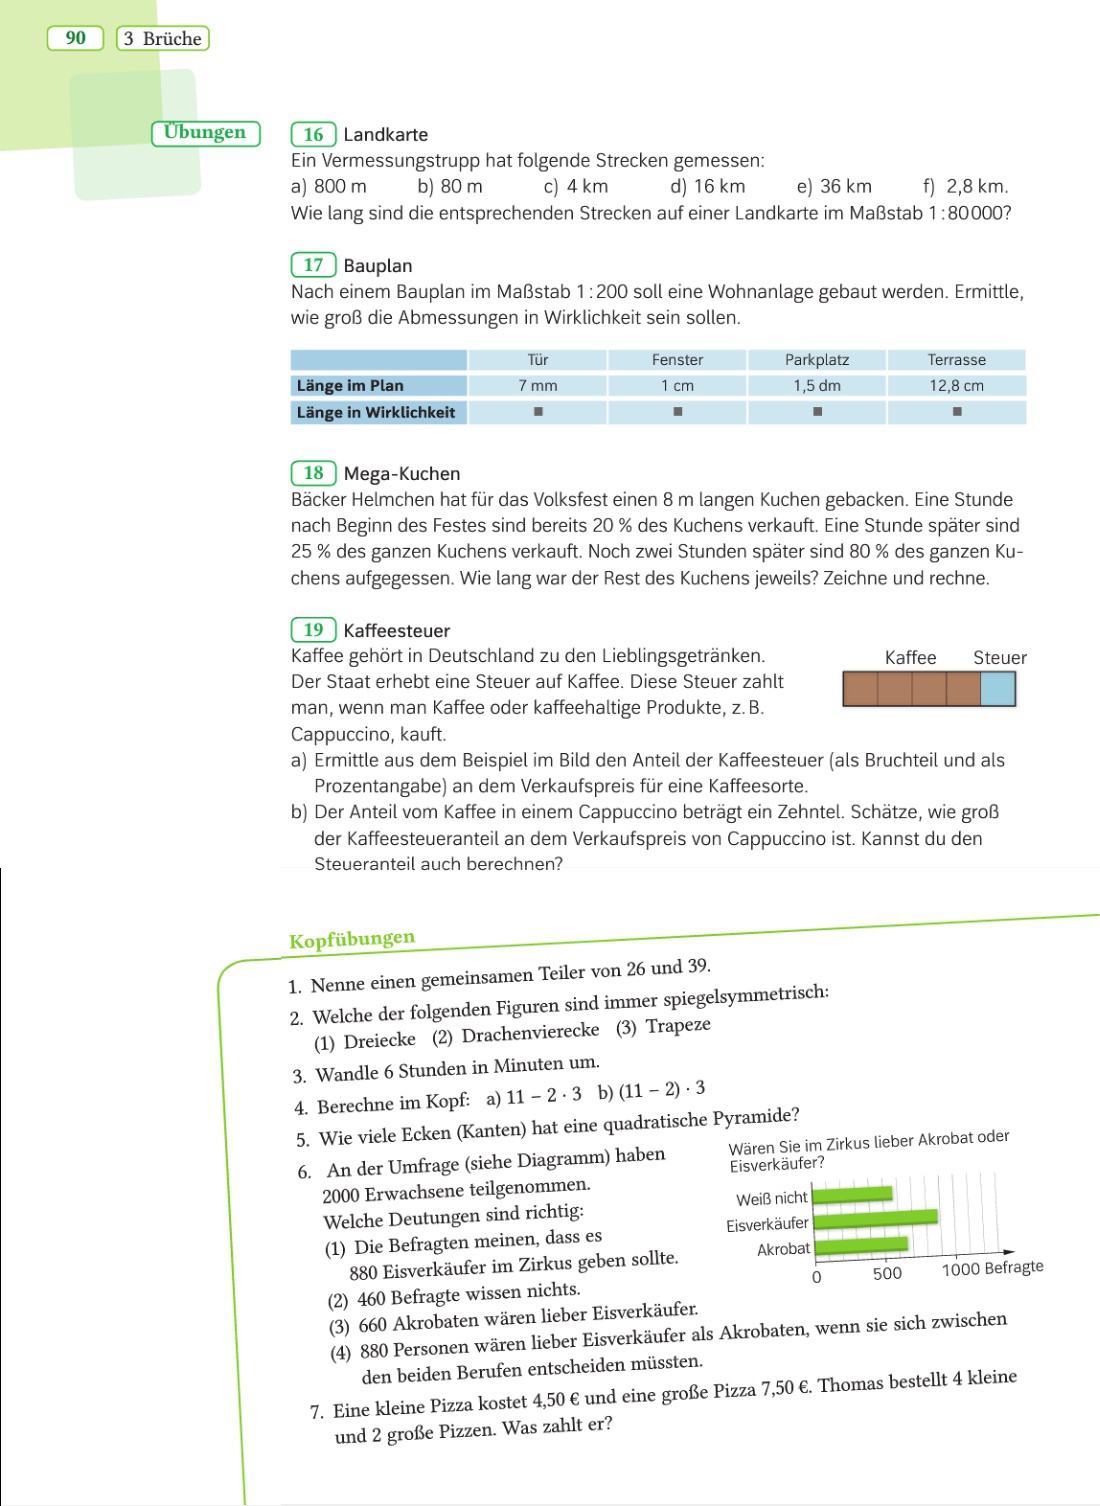 90 3 Brüche
Übungen
16 Landkarte
Ein Vermessungstrupp hat folgende Strecken gemessen:
a) 800 m b) 80 m c) 4 km d) 16 km e) 36 km f) 2,8 km.
Wie lang sind die entsprechenden Strecken auf einer Landkarte im Maßstab 1:80 000?
17 Bauplan
Nach einem Bauplan im Maßstab 1:200 soll eine Wohnanlage gebaut werden. Ermittle,
wie groß die Abmessungen in Wirklichkeit sein sollen.
Tür Fenster Parkplatz Terrasse
Länge im Plan 7 mm 1 cm 1,5 dm 12,8 cm
Länge in Wirklichkeit ■ ■ ■ ■
18 Mega-Kuchen
Bäcker Helmchen hat für das Volksfest einen 8 m langen Kuchen gebacken. Eine Stunde
nach Beginn des Festes sind bereits 20 % des Kuchens verkauft. Eine Stunde später sind
25 % des ganzen Kuchens verkauft. Noch zwei Stunden später sind 80 % des ganzen Ku-
chens aufgegessen. Wie lang war der Rest des Kuchens jeweils? Zeichne und rechne.
19 Kaffeesteuer
Kaffee gehört in Deutschland zu den Lieblingsgetränken.
Der Staat erhebt eine Steuer auf Kaffee. Diese Steuer zahlt
man, wenn man Kaffee oder kaffeehaltige Produkte, z. B.
Cappuccino, kauft.
Kaffee Steuer
a) Ermittle aus dem Beispiel im Bild den Anteil der Kaffeesteuer (als Bruchteil und als
Prozentangabe) an dem Verkaufspreis für eine Kaffeesorte.
b) Der Anteil vom Kaffee in einem Cappuccino beträgt ein Zehntel. Schätze, wie groß
der Kaffeesteueranteil an dem Verkaufspreis von Cappuccino ist. Kannst du den
Steueranteil auch berechnen?
Kopfübungen
1. Nenne einen gemeinsamen Teiler von 26 und 39.
2. Welche der folgenden Figuren sind immer spiegelsymmetrisch:
(1) Dreiecke (2) Drachenvierecke (3) Trapeze
3. Wandle 6 Stunden in Minuten um.
4. Berechne im Kopf: a) 11 – 2 · 3 b) (11 – 2) · 3
5. Wie viele Ecken (Kanten) hat eine quadratische Pyramide?
6. An der Umfrage (siehe Diagramm) haben
2000 Erwachsene teilgenommen.
Welche Deutungen sind richtig:
(1) Die Befragten meinen, dass es
880 Eisverkäufer im Zirkus geben sollte.
(2) 460 Befragte wissen nichts.
(3) 660 Akrobaten wären lieber Eisverkäufer.
(4) 880 Personen wären lieber Eisverkäufer als Akrobaten, wenn sie sich zwischen
den beiden Berufen entscheiden müssten.
Wären Sie im Zirkus lieber Akrobat oder
Eisverkäufer?
Weiß nicht
Eisverkäufer
Akrobat
0 500 1000 Befragte
7. Eine kleine Pizza kostet 4,50 € und eine große Pizza 7,50 €. Thomas bestellt 4 kleine
und 2 große Pizzen. Was zahlt er?